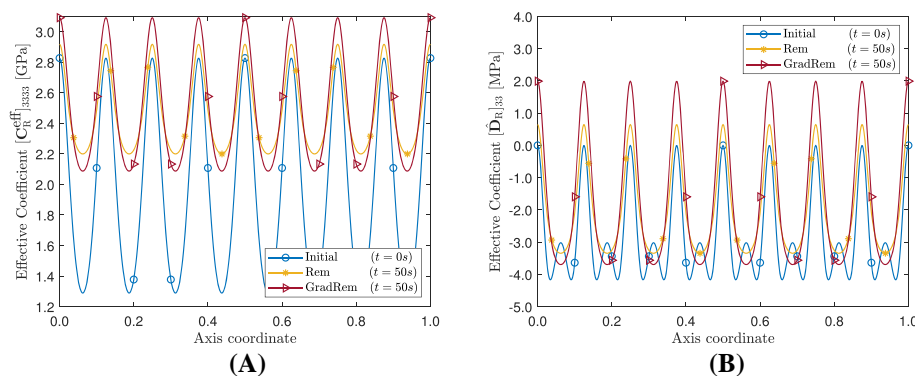 Effective Coefficient [C_R^eff]_3333 [GPa]
3.0
2.8
2.6
2.4
2.2
2.0
1.8
1.6
1.4
1.2
0.0 0.2 0.4 0.6 0.8 1.0
Axis coordinate
Initial (t = 0s)
Rem (t = 50s)
GradRem (t = 50s)
(A)
Effective Coefficient [D̂_R]_33 [MPa]
4.0
3.0
2.0
1.0
0.0
-1.0
-2.0
-3.0
-4.0
-5.0
0.0 0.2 0.4 0.6 0.8 1.0
Axis coordinate
Initial (t = 0s)
Rem (t = 50s)
GradRem (t = 50s)
(B)